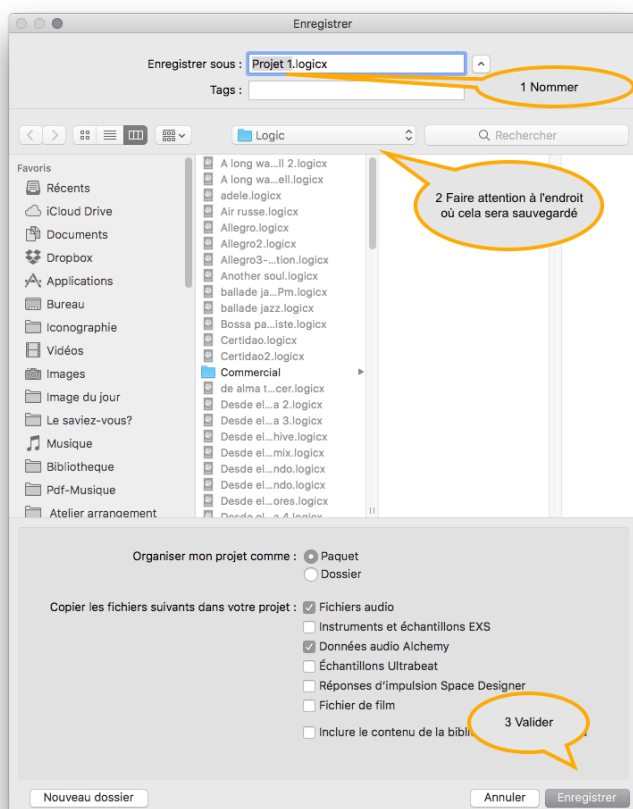 Enregistrer
Enregistrer sous : Projet 1.logicx
1 Nommer
Tags :
Logic
Rechercher
2 Faire attention à l'endroit
où cela sera sauvegardé
Favoris
Récents
iCloud Drive
Documents
Dropbox
Applications
Bureau
Iconographie
Vidéos
Images
Image du jour
Le saviez-vous?
Musique
Bibliotheque
Pdf-Musique
Atelier arrangement
A long wa...ll 2.logicx
A long wa...ell.logicx
adele.logicx
Air russe.logicx
Allegro.logicx
Allegro2.logicx
Allegro3-...tion.logicx
Another soul.logicx
ballade ja...Pm.logicx
ballade jazz.logicx
Bossa pa...iste.logicx
Certidao.logicx
Certidao2.logicx
Commercial
de alma t...cer.logicx
Desde el...a 2.logicx
Desde el...a 3.logicx
Desde el...hive.logicx
Desde el...mix.logicx
Desde el...ndo.logicx
Desde el...ndo.logicx
Desde el...ores.logicx
Desde el...a 4.logicx
Organiser mon projet comme : Paquet
Dossier
Copier les fichiers suivants dans votre projet : Fichiers audio
Instruments et échantillons EXS
Données audio Alchemy
Échantillons Ultrabeat
Réponses d'impulsion Space Designer
Fichier de film
3 Valider
Inclure le contenu de la
Nouveau dossier
Annuler
Enregistrer